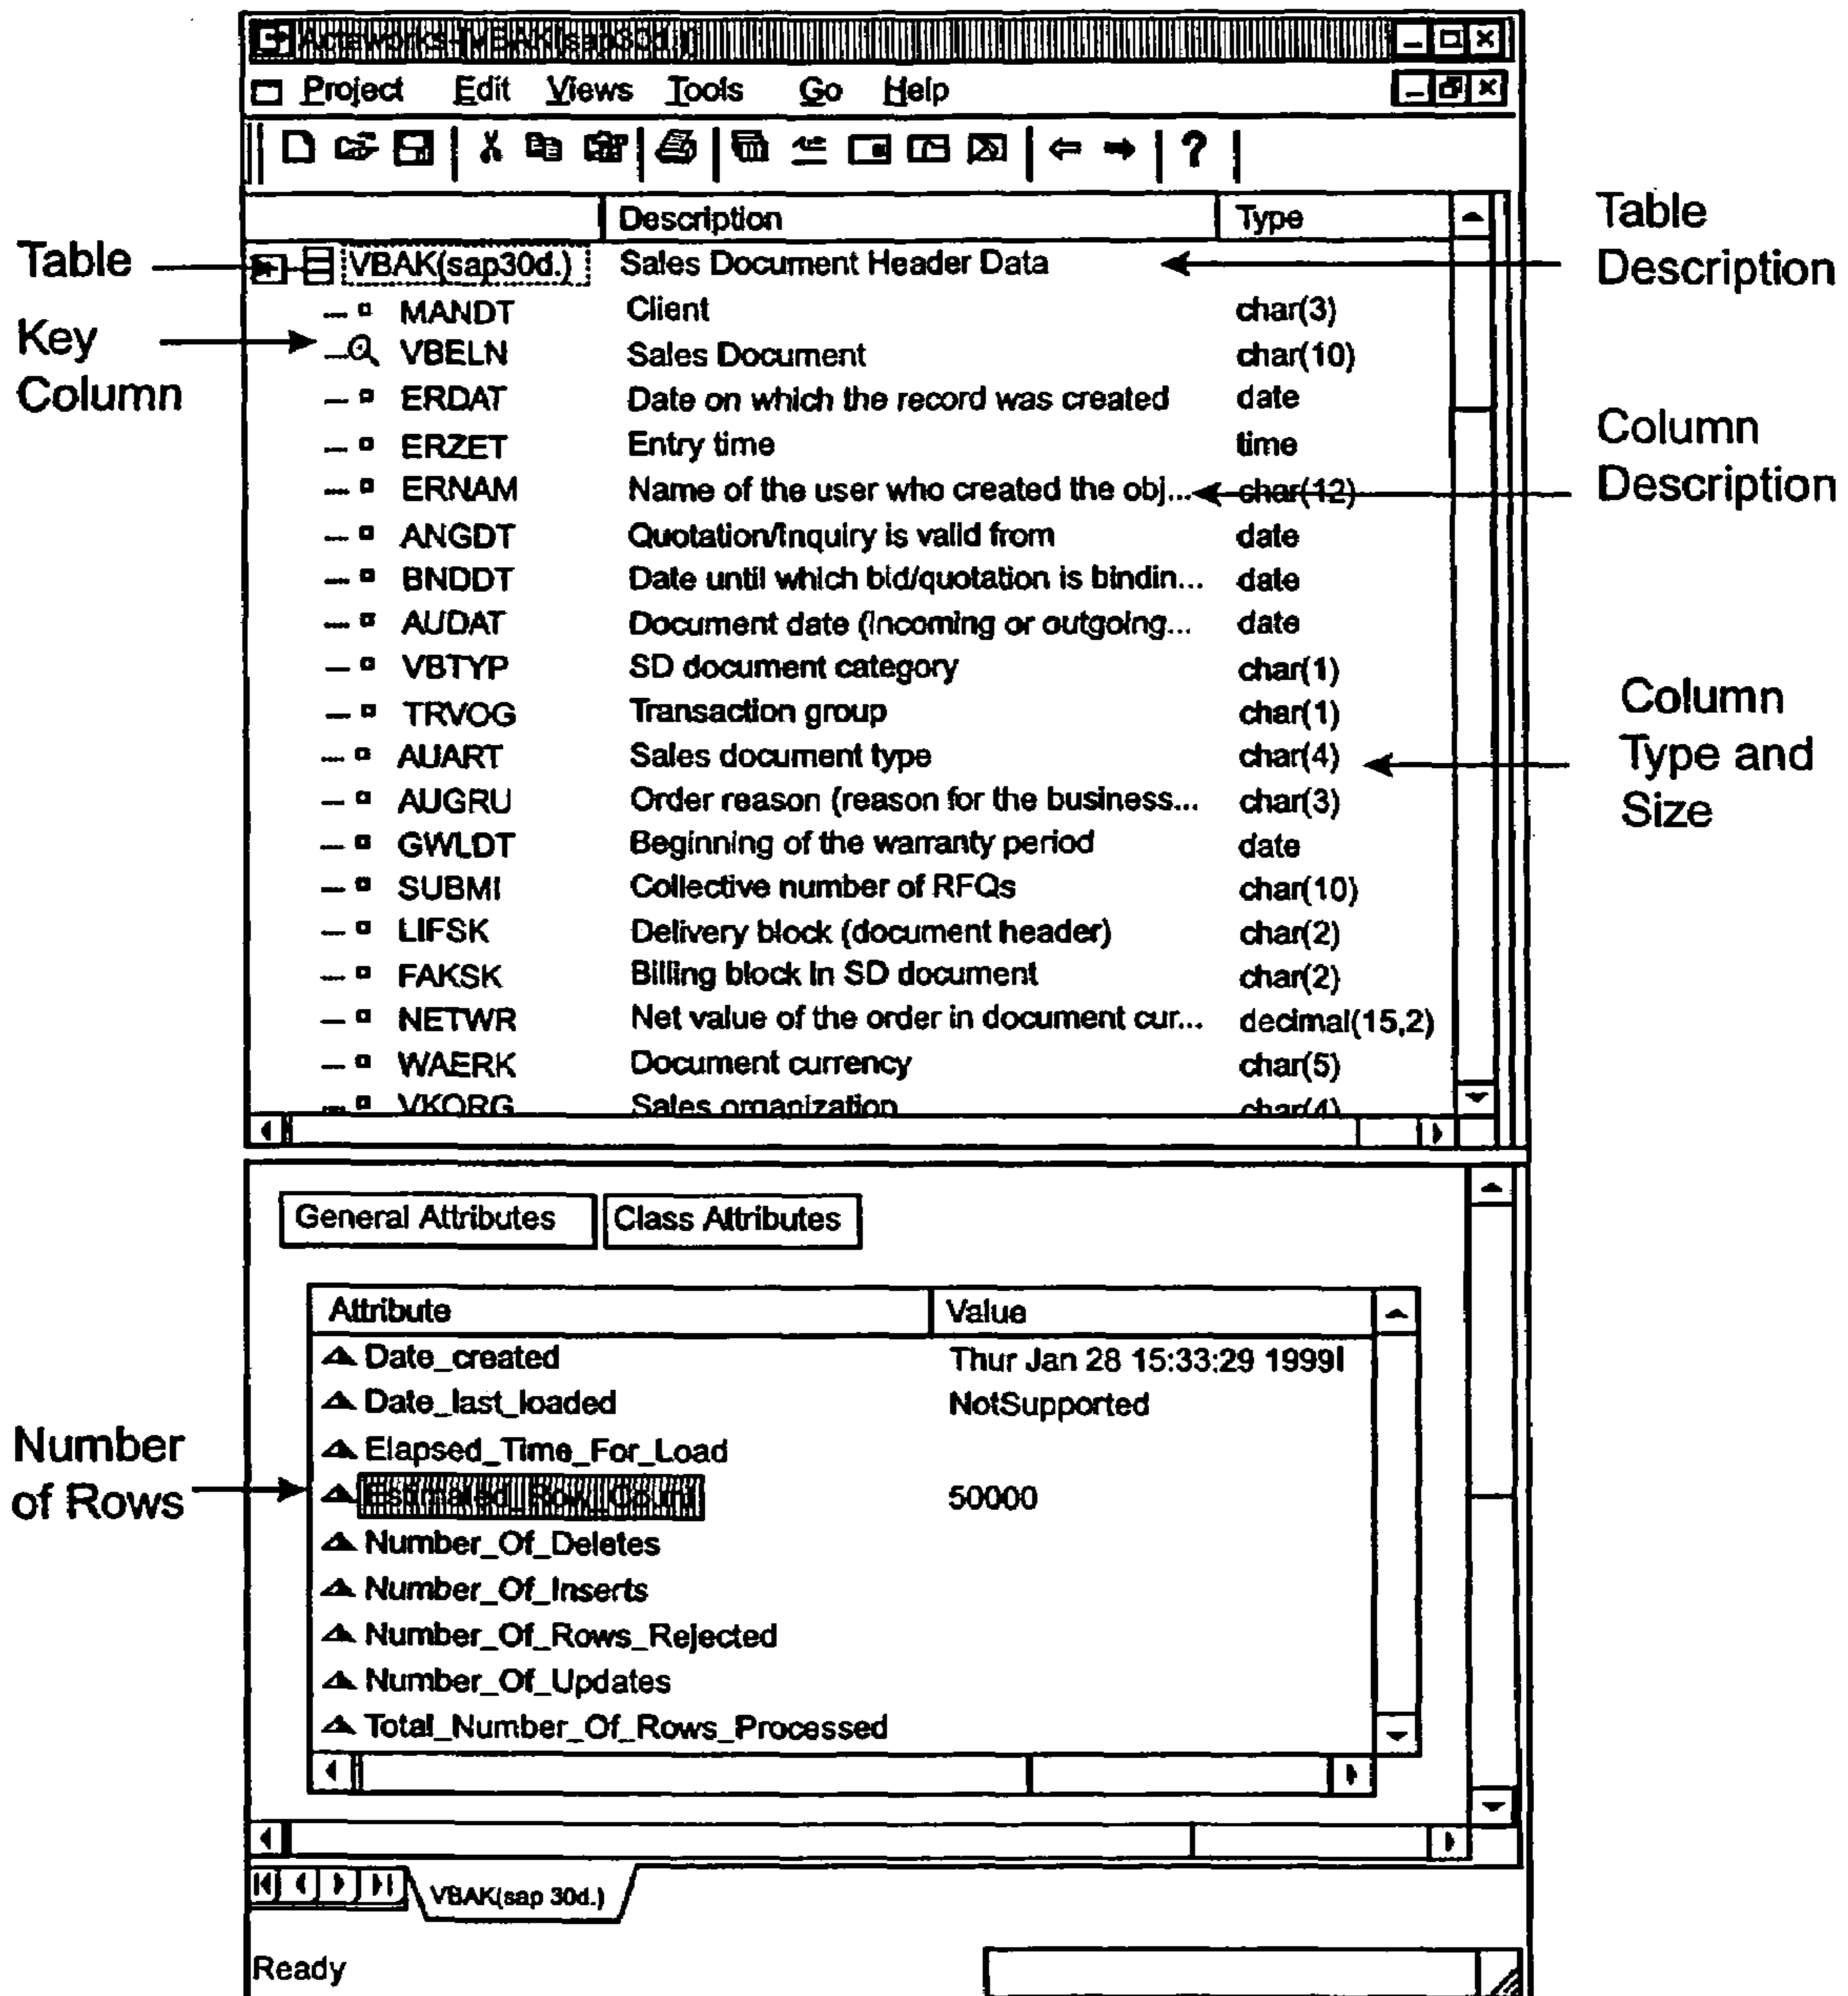 Acteworks-[VBAK(sap30d.)]
Project Edit Views Tools Go Help
?
Description Type
VBAK(sap30d.) Sales Document Header Data
MANDT Client char(3)
VBELN Sales Document char(10)
ERDAT Date on which the record was created date
ERZET Entry time time
ERNAM Name of the user who created the obj... char(12)
ANGDT Quotation/Inquiry is valid from date
BNDDT Date until which bid/quotation is bindin... date
AUDAT Document date (incoming or outgoing... date
VBTYP SD document category char(1)
TRVOG Transaction group char(1)
AUART Sales document type char(4)
AUGRU Order reason (reason for the business... char(3)
GWLDT Beginning of the warranty period date
SUBMI Collective number of RFQs char(10)
LIFSK Delivery block (document header) char(2)
FAKSK Billing block in SD document char(2)
NETWR Net value of the order in document cur... decimal(15,2)
WAERK Document currency char(5)
VKORG Sales organization char(4)
Table
Key
Column
Table
Description
Column
Description
Column
Type and
Size
General Attributes Class Attributes
Attribute Value
Date_created Thur Jan 28 15:33:29 1999
Date_last_loaded NotSupported
Elapsed_Time_For_Load
Estimated_Row_Count 50000
Number_Of_Deletes
Number_Of_Inserts
Number_Of_Rows_Rejected
Number_Of_Updates
Total_Number_Of_Rows_Processed
Number
of Rows
VBAK(sap 30d.)
Ready